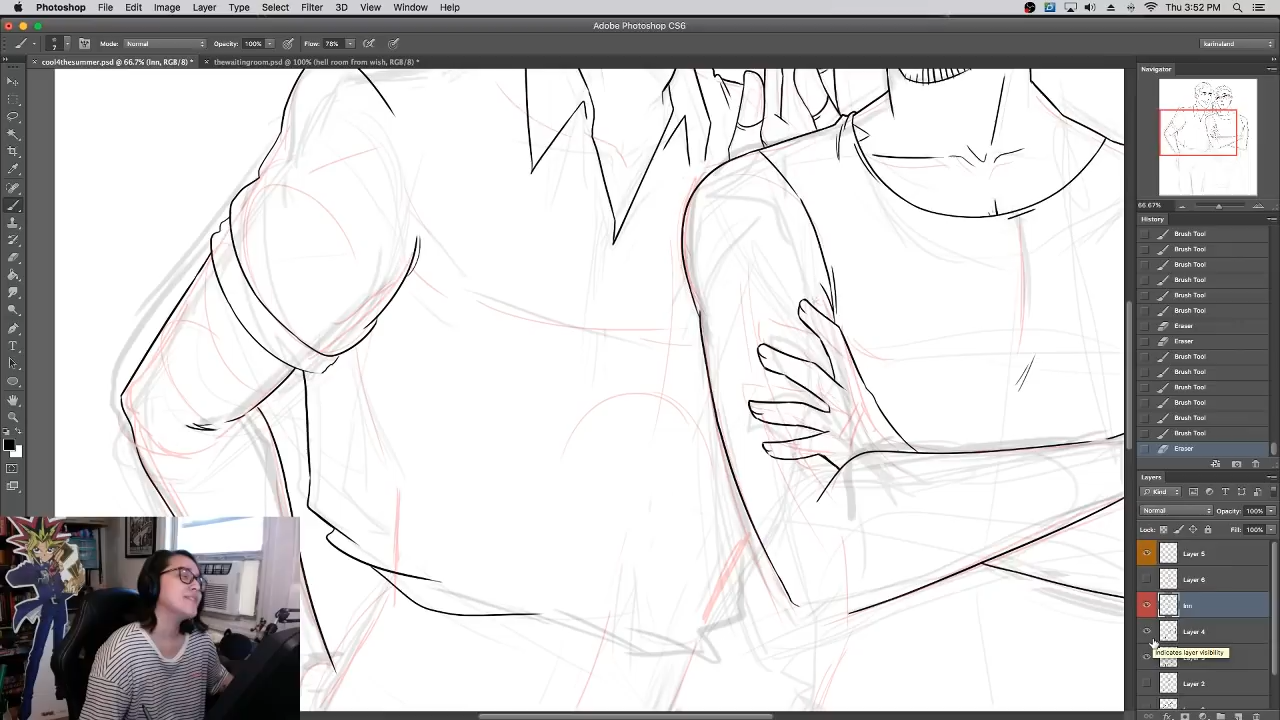 Photoshop File Edit Image Layer Type Select Filter 3D View Window Help Thu 3:52 PM
Adobe Photoshop CS6
7 Mode: Normal Opacity: 100% Flow: 78% karinaland
cool4thesummer.psd @ 66.7% (lnn, RGB/8) * thewaitingroom.psd @ 100% (hell room from wish, RGB/8) *
Navigator
66.67%
History
Brush Tool
Brush Tool
Brush Tool
Brush Tool
Brush Tool
Brush Tool
Eraser
Eraser
Brush Tool
Brush Tool
Brush Tool
Brush Tool
Brush Tool
Brush Tool
Eraser
Layers
Kind
Normal Opacity: 100%
Lock: Fill: 100%
Layer 5
Layer 6
lnn
Layer 4
Indicates layer visibility
Layer 2